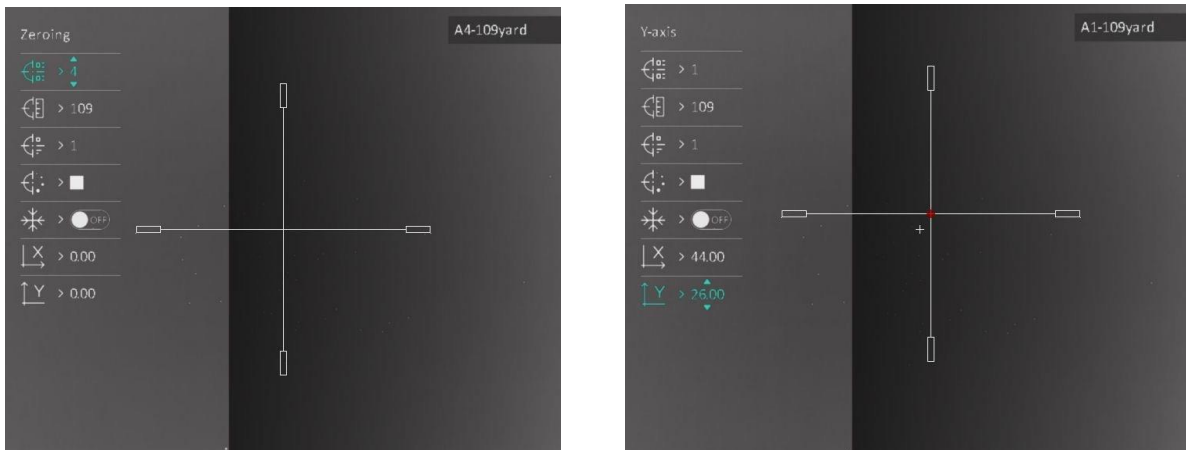 Zeroing
A4-109yard
> 4
> 109
> 1
>
> OFF
X > 0.00
Y > 0.00
Y-axis
A1-109yard
> 1
> 109
> 1
>
> OFF
X > 44.00
Y > 26.00